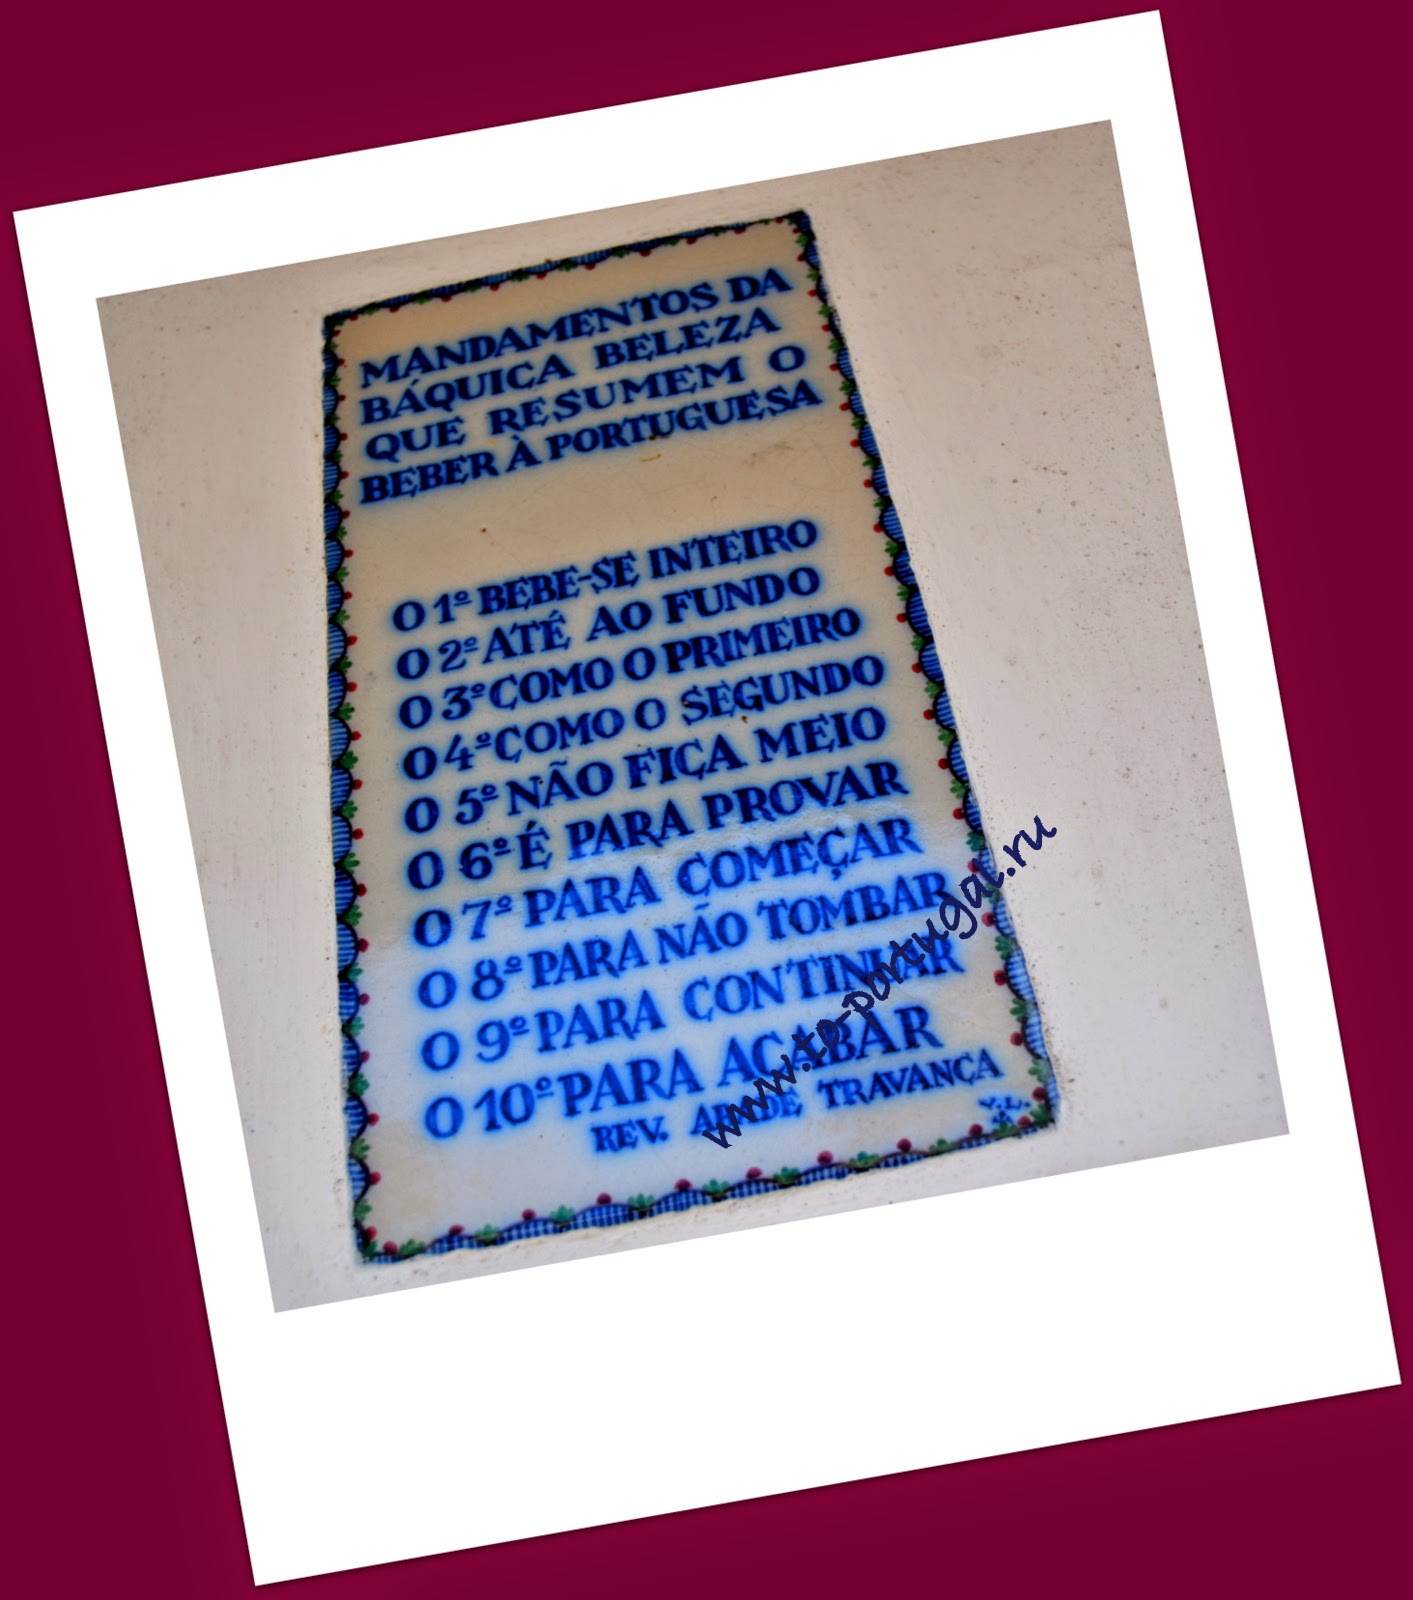 MANDAMENTOS DA
BÁQUICA BELEZA
QUE RESUMEM O
BEBER À PORTUGUESA
O 1º BEBE-SE INTEIRO
O 2º ATÉ AO FUNDO
O 3º COMO O PRIMEIRO
O 4º COMO O SEGUNDO
O 5º NÃO FICA MEIO
O 6º É PARA PROVAR
O 7º PARA COMEÇAR
O 8º PARA NÃO TOMBAR
O 9º PARA CONTINUAR
O 10º PARA ACABAR
REV. ABADE TRAVANCA
V.L.
www.to-portugal.ru